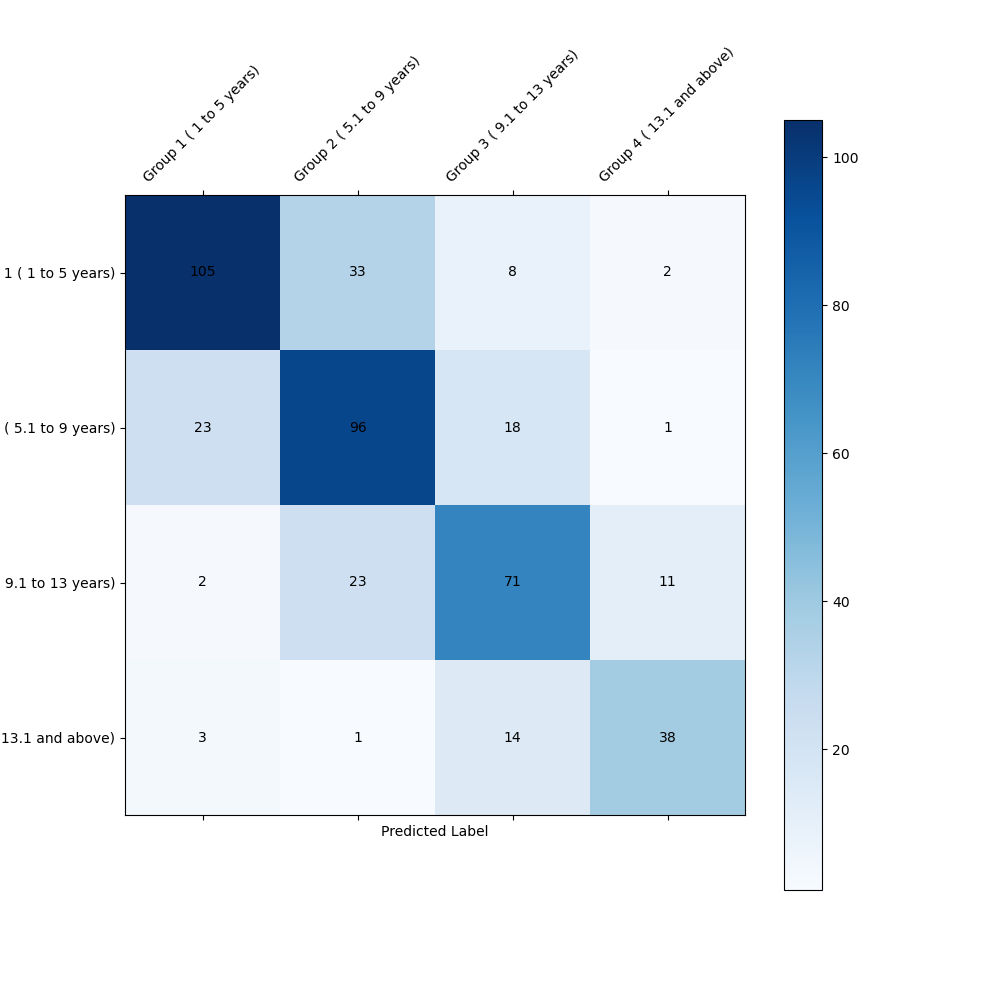 Group 1 ( 1 to 5 years)
Group 2 ( 5.1 to 9 years)
Group 3 ( 9.1 to 13 years)
Group 4 ( 13.1 and above)
1 ( 1 to 5 years) 105 33 8 2
( 5.1 to 9 years) 23 96 18 1
9.1 to 13 years) 2 23 71 11
13.1 and above) 3 1 14 38
Predicted Label
100
80
60
40
20